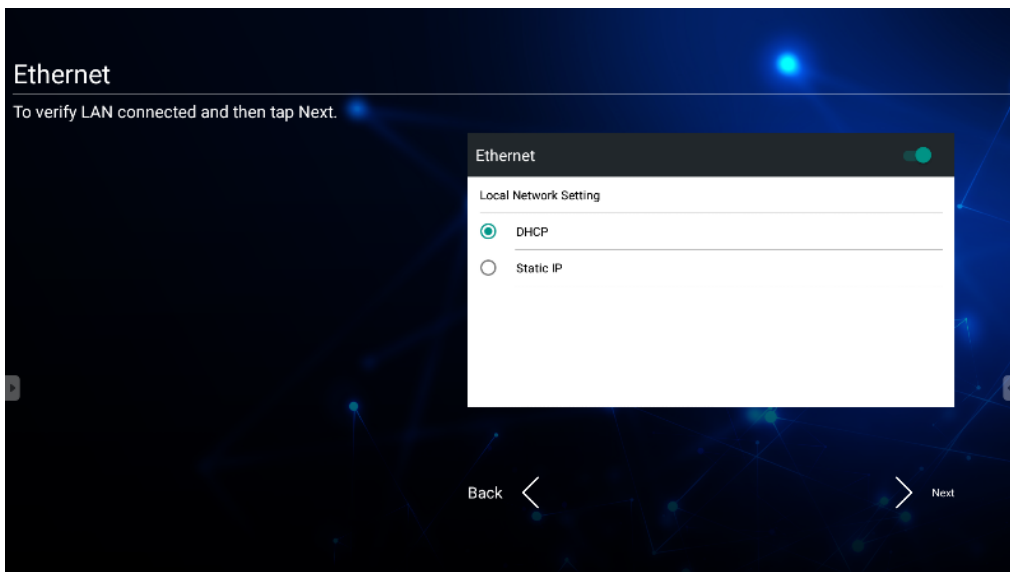 Ethernet
To verify LAN connected and then tap Next.
Ethernet
Local Network Setting
DHCP
Static IP
Back
Next